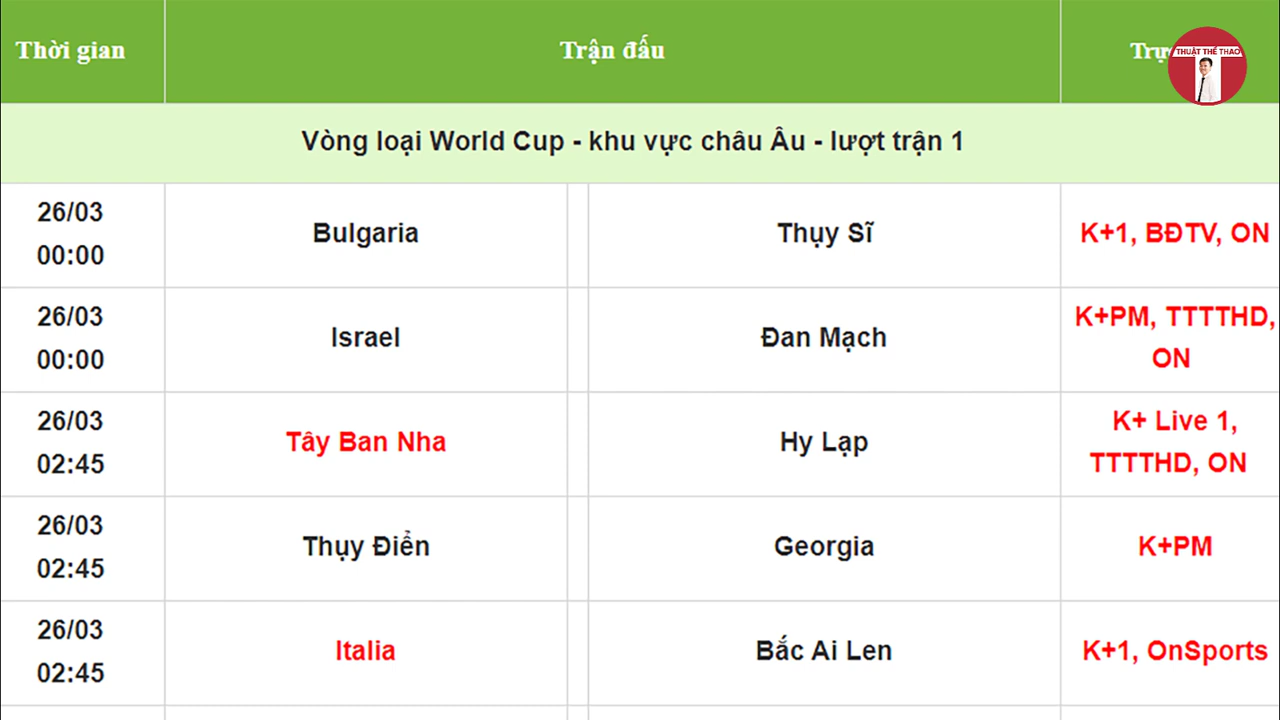 Thời gian
Trận đấu
THUẬT THỂ THAO
Vòng loại World Cup - khu vực châu Âu - lượt trận 1
26/03
00:00
Bulgaria
Thụy Sĩ
K+1, BĐTV, ON
26/03
00:00
Israel
Đan Mạch
K+PM, TTTTHD,
ON
26/03
02:45
Tây Ban Nha
Hy Lạp
K+ Live 1,
TTTTHD, ON
26/03
02:45
Thụy Điển
Georgia
K+PM
26/03
02:45
Italia
Bắc Ai Len
K+1, OnSports